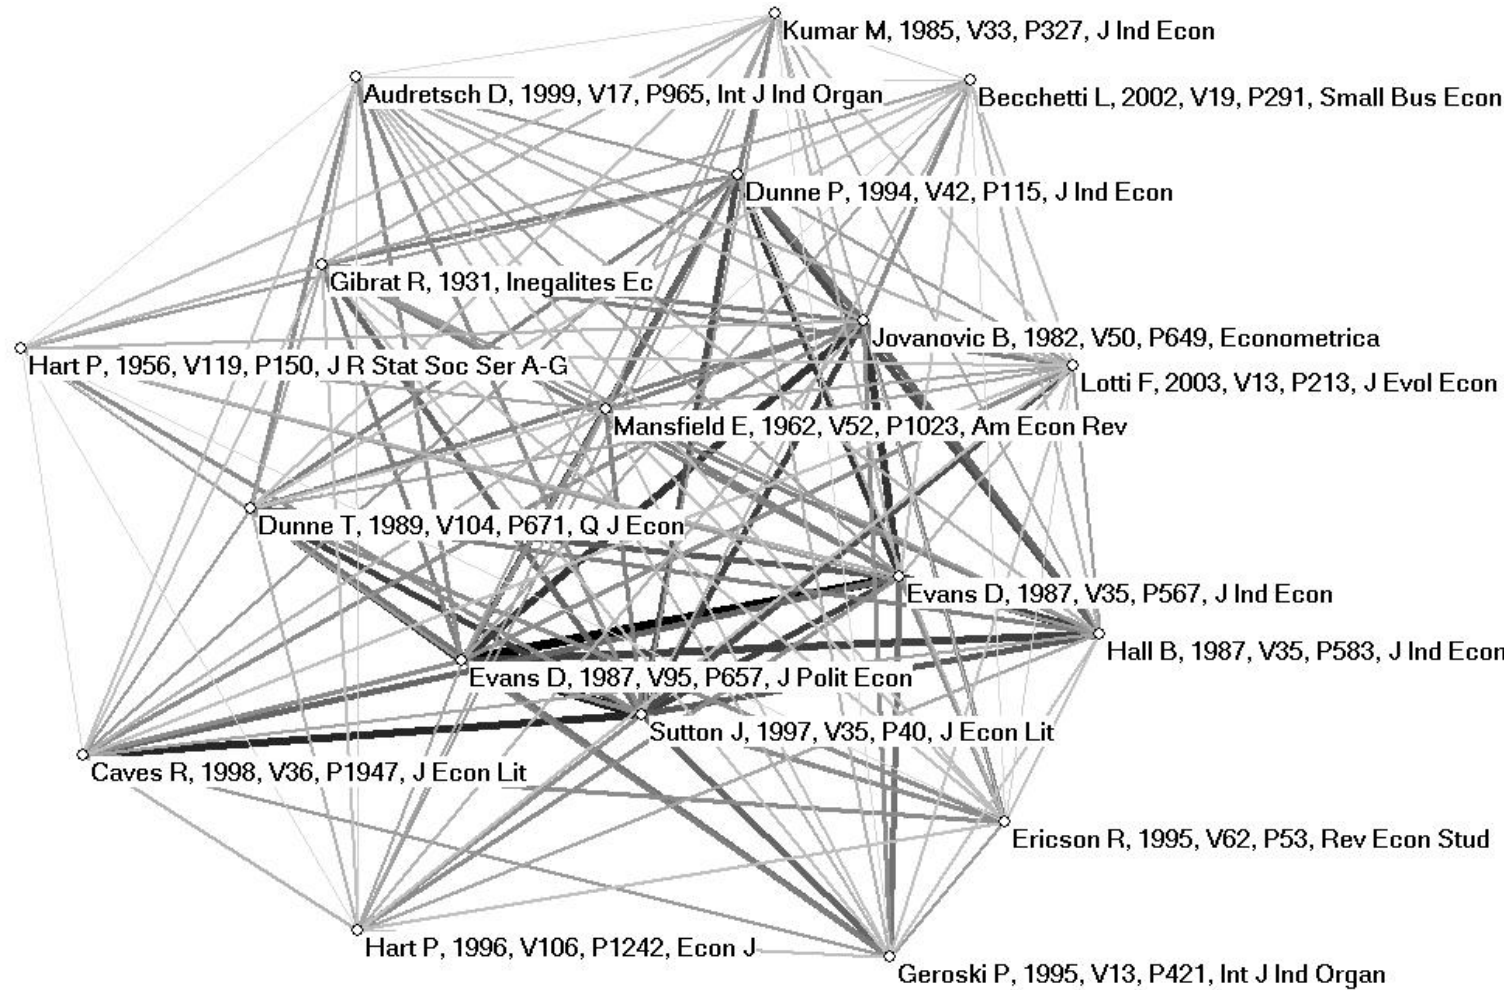 Kumar M, 1985, V33, P327, J Ind Econ
Audretsch D, 1999, V17, P965, Int J Ind Organ
Becchetti L, 2002, V19, P291, Small Bus Econ
Dunne P, 1994, V42, P115, J Ind Econ
Gibrat R, 1931, Inegalites Ec
Jovanovic B, 1982, V50, P649, Econometrica
Hart P, 1956, V119, P150, J R Stat Soc Ser A-G
Lotti F, 2003, V13, P213, J Evol Econ
Mansfield E, 1962, V52, P1023, Am Econ Rev
Dunne T, 1989, V104, P671, Q J Econ
Evans D, 1987, V35, P567, J Ind Econ
Hall B, 1987, V35, P583, J Ind Econ
Evans D, 1987, V95, P657, J Polit Econ
Sutton J, 1997, V35, P40, J Econ Lit
Caves R, 1998, V36, P1947, J Econ Lit
Ericson R, 1995, V62, P53, Rev Econ Stud
Hart P, 1996, V106, P1242, Econ J
Geroski P, 1995, V13, P421, Int J Ind Organ